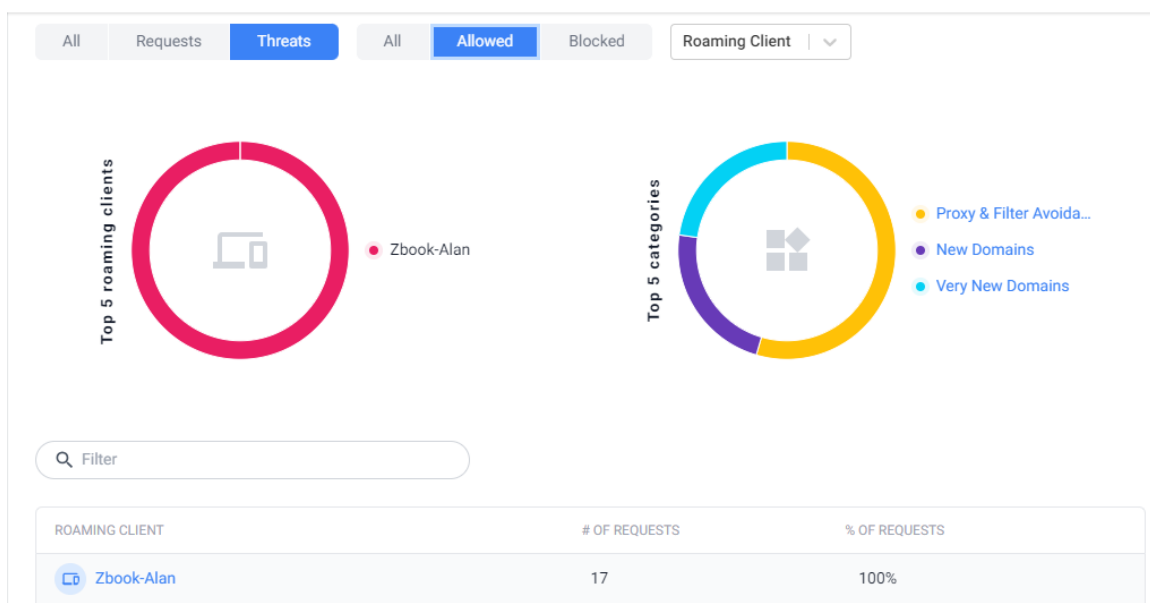 All Requests Threats All Allowed Blocked Roaming Client
Top 5 roaming clients
Zbook-Alan
Top 5 categories
Proxy & Filter Avoida...
New Domains
Very New Domains
Filter
ROAMING CLIENT # OF REQUESTS % OF REQUESTS
Zbook-Alan 17 100%